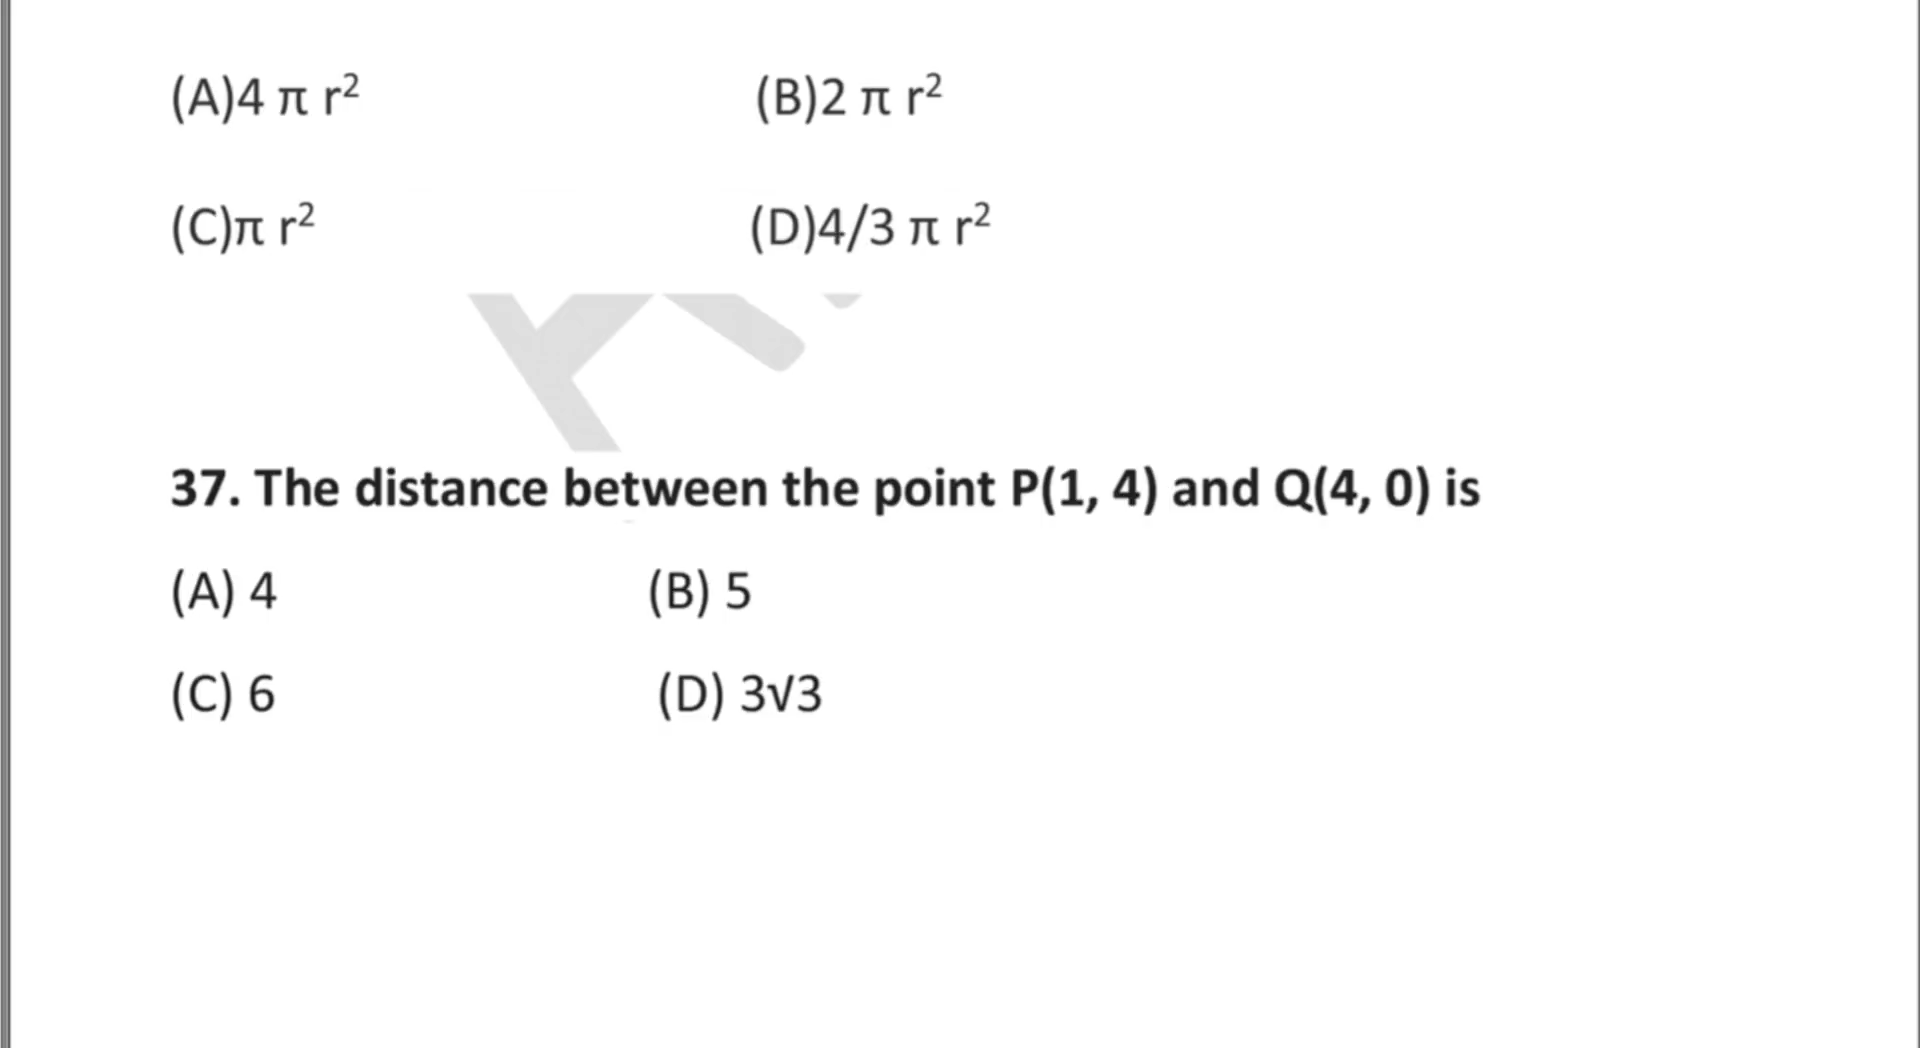 (A)4 π r² (B)2 π r²
(C)π r² (D)4/3 π r²
37. The distance between the point P(1, 4) and Q(4, 0) is
(A) 4 (B) 5
(C) 6 (D) 3√3